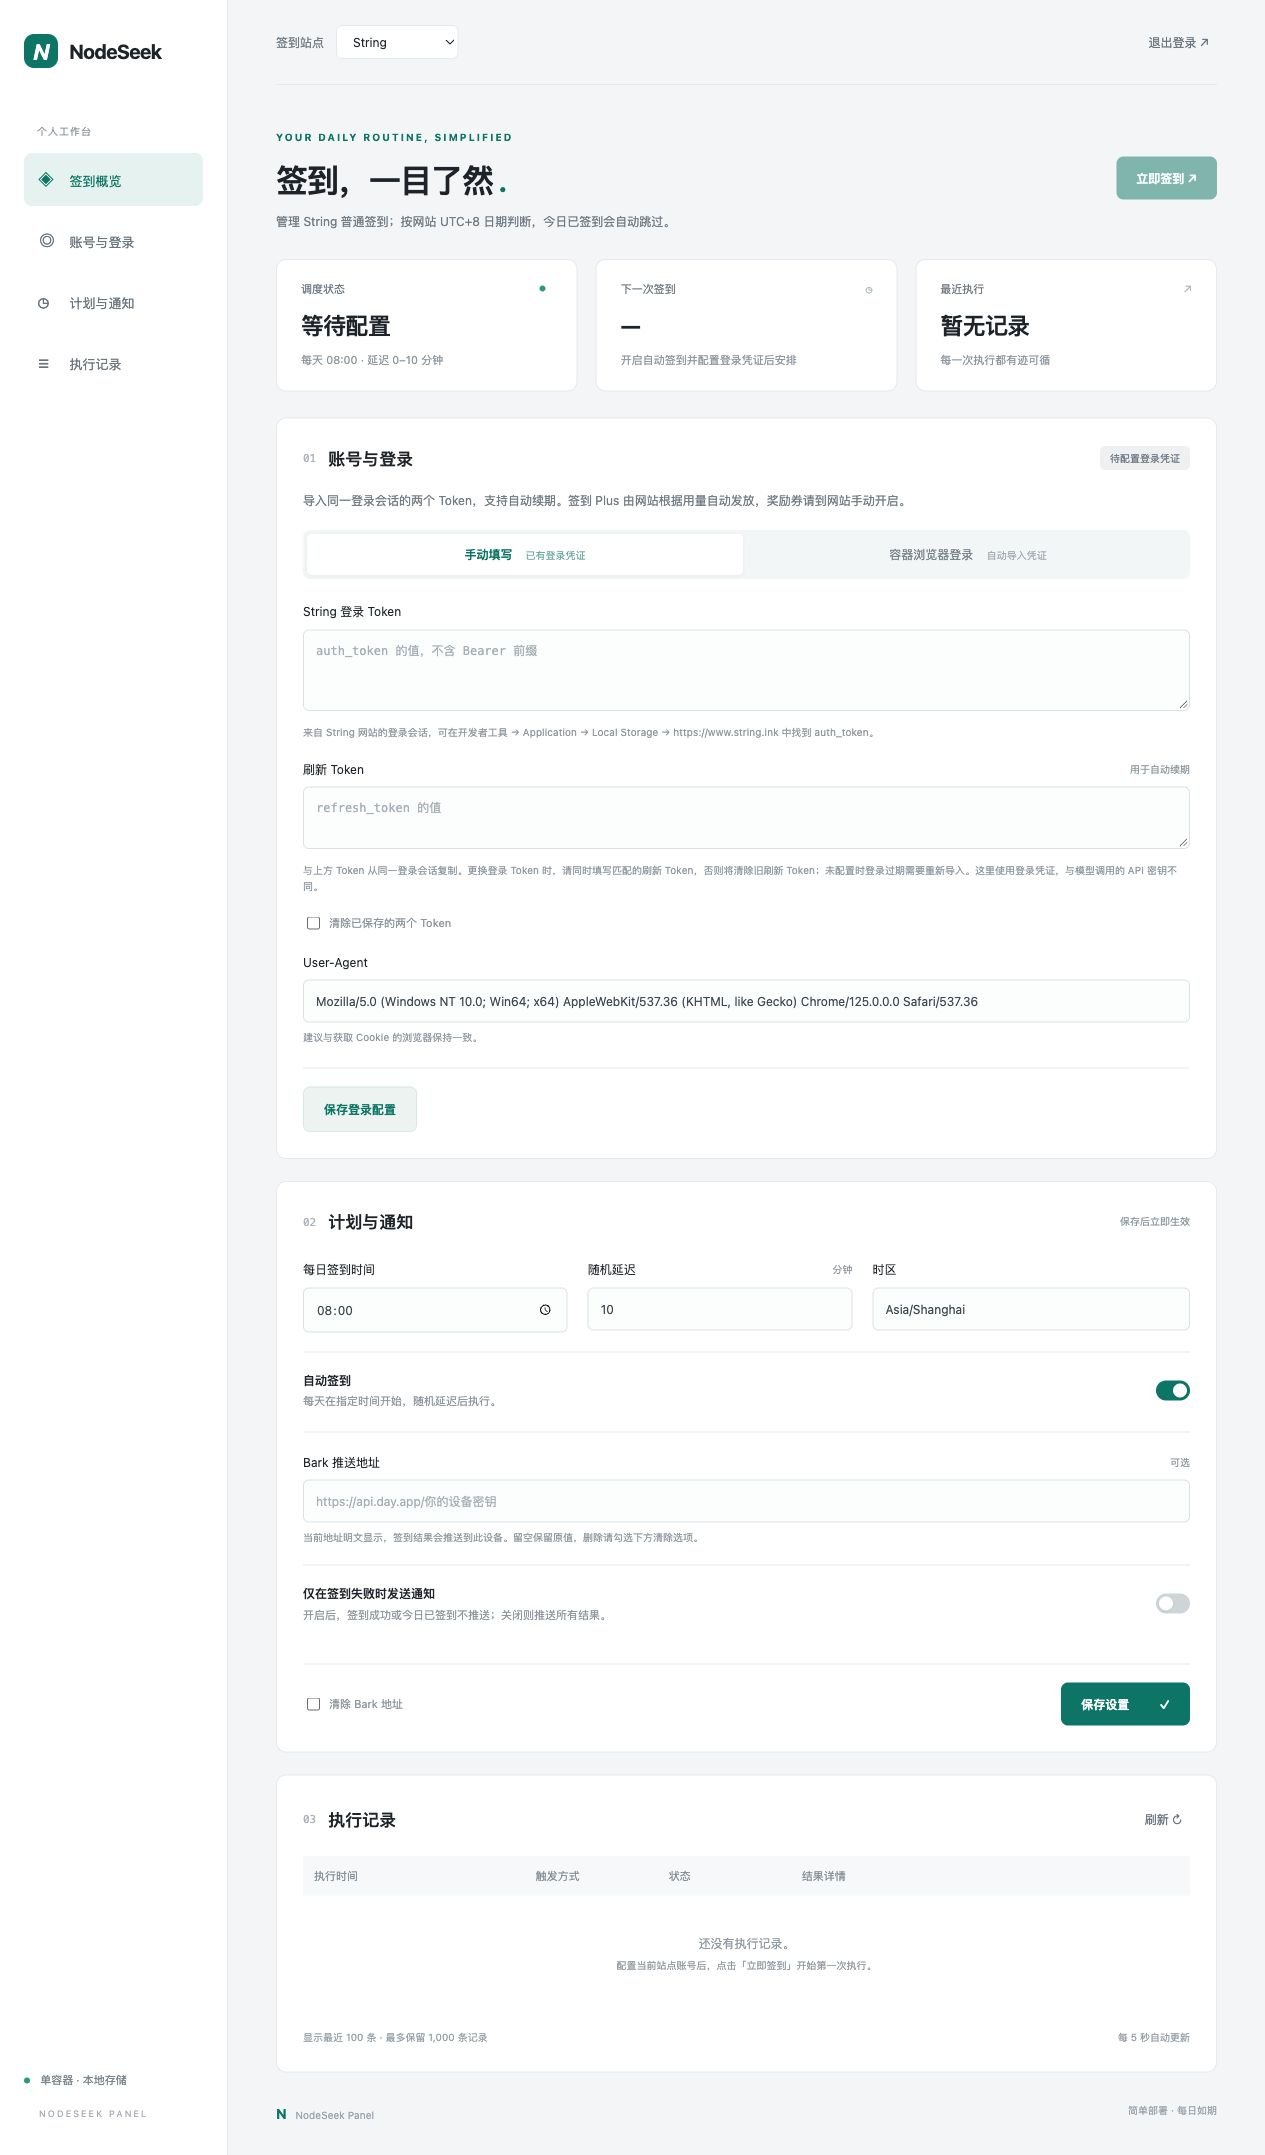 N NodeSeek
个人工作台
签到概览
账号与登录
计划与通知
执行记录
单容器 · 本地存储
NODESEEK PANEL
签到站点 String
退出登录 ↗
YOUR DAILY ROUTINE, SIMPLIFIED
签到，一目了然.
立即签到 ↗
管理 String 普通签到；按网站 UTC+8 日期判断，今日已签到会自动跳过。
调度状态
等待配置
每天 08:00 · 延迟 0–10 分钟
下一次签到
—
开启自动签到并配置登录凭证后安排
最近执行 ↗
暂无记录
每一次执行都有迹可循
01 账号与登录
待配置登录凭证
导入同一登录会话的两个 Token，支持自动续期。签到 Plus 由网站根据用量自动发放，奖励券请到网站手动开启。
手动填写 已有登录凭证
容器浏览器登录 自动导入凭证
String 登录 Token
auth_token 的值，不含 Bearer 前缀
来自 String 网站的登录会话，可在开发者工具 → Application → Local Storage → https://www.string.ink 中找到 auth_token。
刷新 Token
用于自动续期
refresh_token 的值
与上方 Token 从同一登录会话复制。更换登录 Token 时，请同时填写匹配的刷新 Token，否则将清除旧刷新 Token；未配置时登录过期需要重新导入。这里使用登录凭证，与模型调用的 API 密钥不
同。
清除已保存的两个 Token
User-Agent
Mozilla/5.0 (Windows NT 10.0; Win64; x64) AppleWebKit/537.36 (KHTML, like Gecko) Chrome/125.0.0.0 Safari/537.36
建议与获取 Cookie 的浏览器保持一致。
保存登录配置
02 计划与通知
保存后立即生效
每日签到时间
08:00
随机延迟 分钟
10
时区
Asia/Shanghai
自动签到
每天在指定时间开始，随机延迟后执行。
Bark 推送地址
可选
https://api.day.app/你的设备密钥
当前地址明文显示，签到结果会推送到此设备。留空保留原值，删除请勾选下方清除选项。
仅在签到失败时发送通知
开启后，签到成功或今日已签到不推送；关闭则推送所有结果。
清除 Bark 地址
保存设置 ✓
03 执行记录
刷新 ↻
执行时间 触发方式 状态 结果详情
还没有执行记录。
配置当前站点账号后，点击「立即签到」开始第一次执行。
显示最近 100 条 · 最多保留 1,000 条记录
每 5 秒自动更新
N NodeSeek Panel
简单部署 · 每日如期